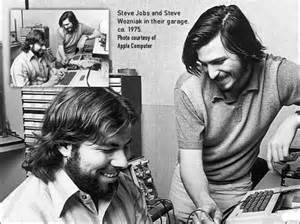 Steve Jobs and Steve
Wozniak in their garage.
ca. 1975.
Photo courtesy of
Apple Computer